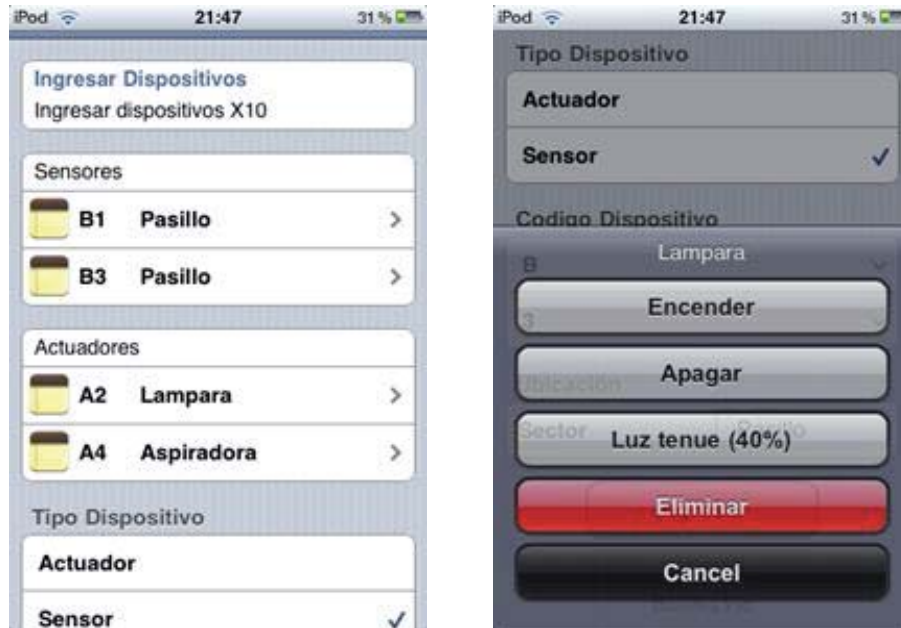 iPod 21:47 31 %
Ingresar Dispositivos
Ingresar dispositivos X10
Sensores
B1 Pasillo
B3 Pasillo
Actuadores
A2 Lampara
A4 Aspiradora
Tipo Dispositivo
Actuador
Sensor
iPod 21:47 31 %
Tipo Dispositivo
Actuador
Sensor
Codigo Dispositivo
Lampara
B
Encender
3
Apagar
Ubicación
Sector Pasillo
Luz tenue (40%)
Eliminar
Cancel